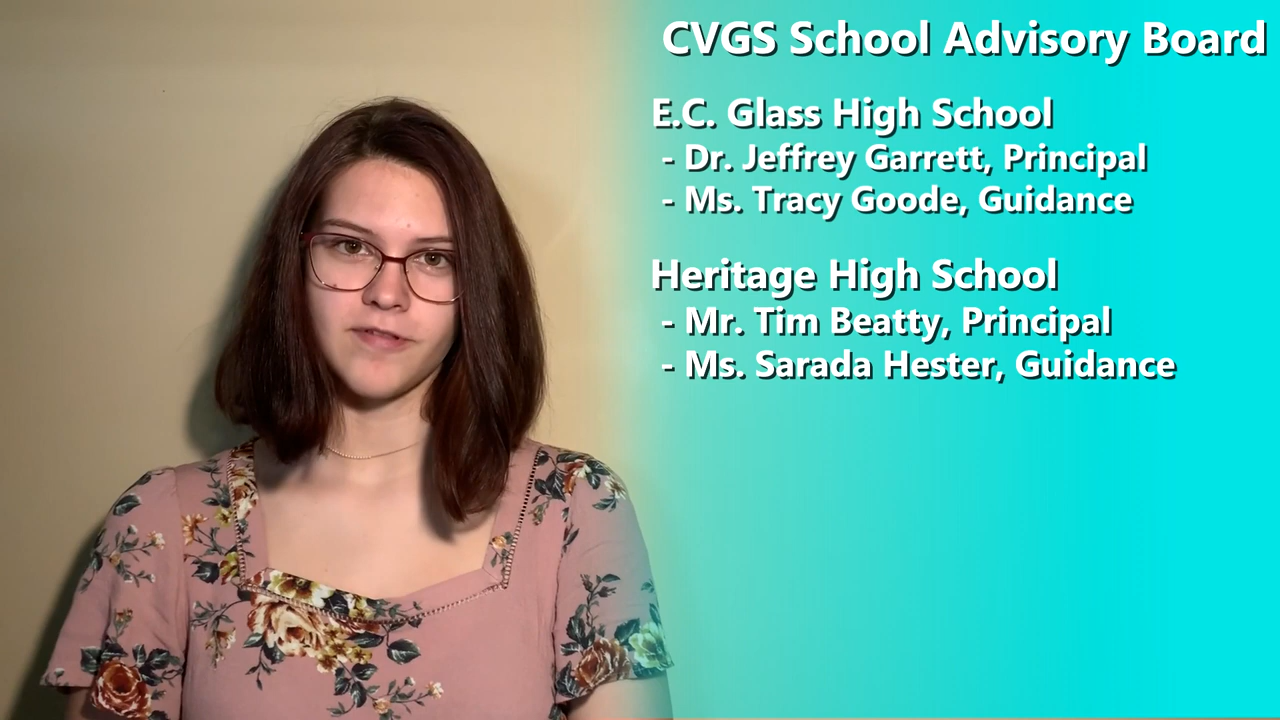 CVGS School Advisory Board
E.C. Glass High School
- Dr. Jeffrey Garrett, Principal
- Ms. Tracy Goode, Guidance
Heritage High School
- Mr. Tim Beatty, Principal
- Ms. Sarada Hester, Guidance